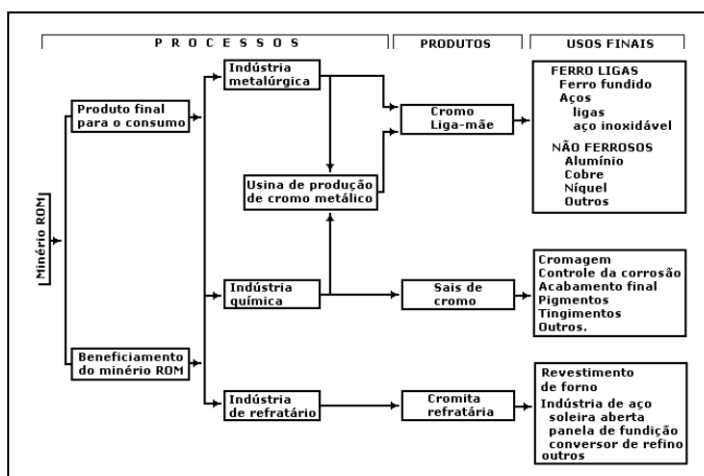 P R O C E S S O S
PRODUTOS
USOS FINAIS
Minério ROM
Produto final
para o consumo
Beneficiamento
do minério ROM
Indústria
metalúrgica
Usina de produção
de cromo metálico
Indústria
química
Indústria
de refratário
Cromo
Liga-mãe
Sais de
cromo
Cromita
refratária
FERRO LIGAS
Ferro fundido
Aços
ligas
aço inoxidável
NÃO FERROSOS
Alumínio
Cobre
Níquel
Outros
Cromagem
Controle da corrosão
Acabamento final
Pigmentos
Tingimentos
Outros.
Revestimento
de forno
Indústria de aço
soleira aberta
panela de fundição
conversor de refino
outros